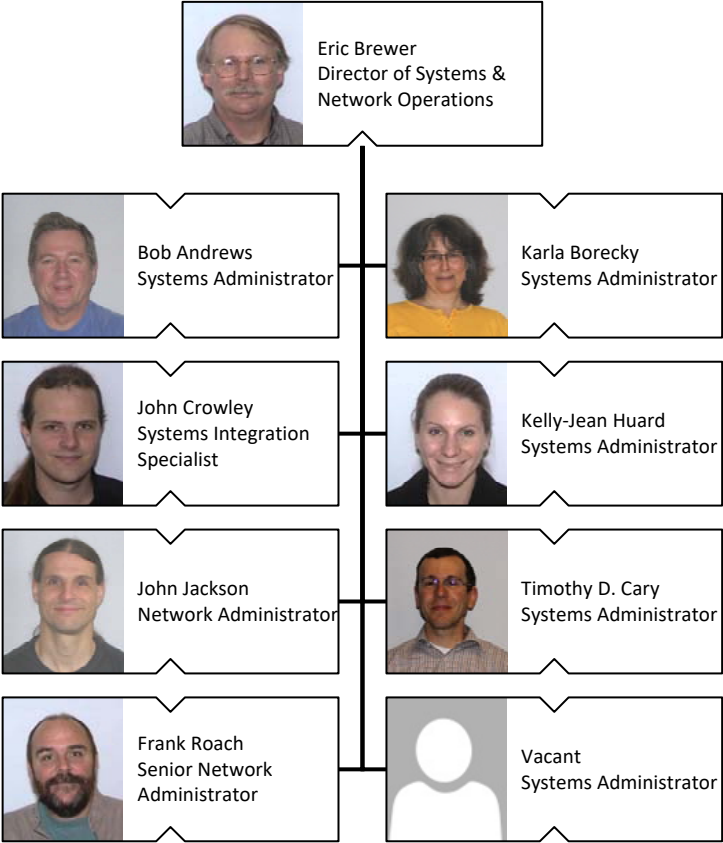 Eric Brewer
Director of Systems &
Network Operations
Bob Andrews
Systems Administrator
Karla Borecky
Systems Administrator
John Crowley
Systems Integration
Specialist
Kelly-Jean Huard
Systems Administrator
John Jackson
Network Administrator
Timothy D. Cary
Systems Administrator
Frank Roach
Senior Network
Administrator
Vacant
Systems Administrator